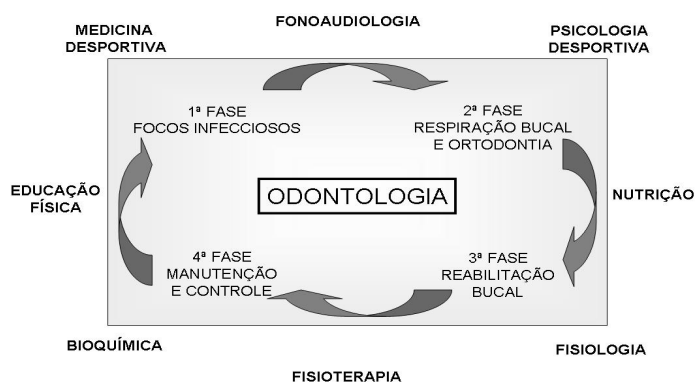 MEDICINA
DESPORTIVA
FONOAUDIOLOGIA
PSICOLOGIA
DESPORTIVA
1ª FASE
FOCOS INFECCIOSOS
2ª FASE
RESPIRAÇÃO BUCAL
E ORTODONTIA
EDUCAÇÃO
FÍSICA
ODONTOLOGIA
NUTRIÇÃO
4ª FASE
MANUTENÇÃO
E CONTROLE
3ª FASE
REABILITAÇÃO
BUCAL
BIOQUÍMICA
FISIOTERAPIA
FISIOLOGIA